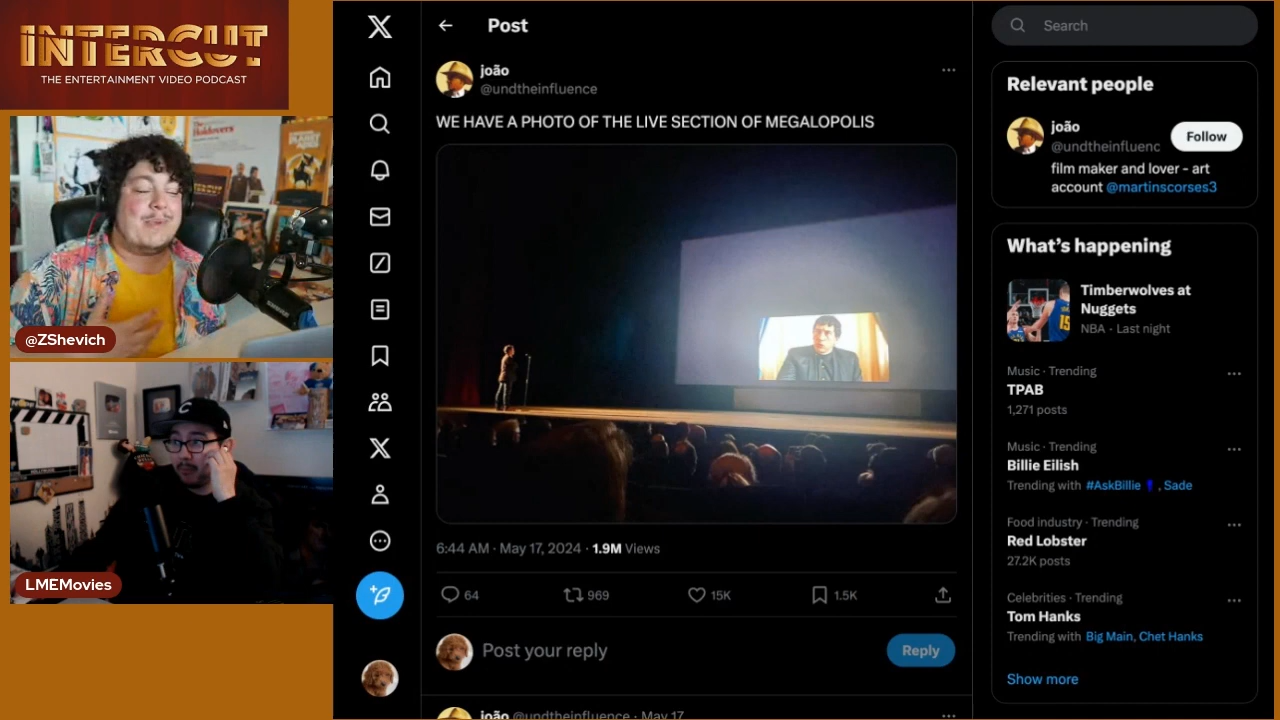 INTERCUT
THE ENTERTAINMENT VIDEO PODCAST
Holdovers
INTERCUT
@ZShevich
LMEMovies
Post
joão
@undtheinfluence
WE HAVE A PHOTO OF THE LIVE SECTION OF MEGALOPOLIS
6:44 AM · May 17, 2024 · 1.9M Views
64
969
15K
1.5K
Post your reply
Reply
joão @undtheinfluence · May 17
Search
Relevant people
joão
@undtheinfluenc
Follow
film maker and lover - art
account @martinscorses3
What's happening
Timberwolves at
Nuggets
NBA · Last night
Music · Trending
TPAB
1,271 posts
Music · Trending
Billie Eilish
Trending with #AskBillie , Sade
Food industry · Trending
Red Lobster
27.2K posts
Celebrities · Trending
Tom Hanks
Trending with Big Main, Chet Hanks
Show more